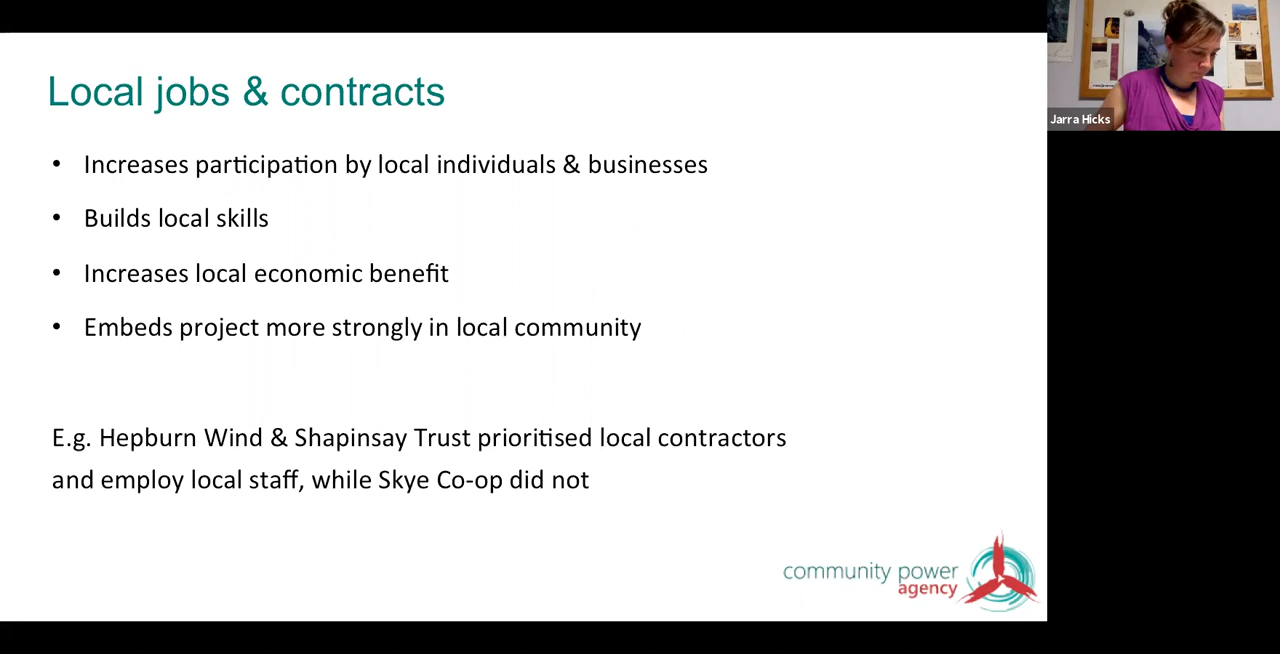 Local jobs & contracts
• Increases participation by local individuals & businesses
• Builds local skills
• Increases local economic benefit
• Embeds project more strongly in local community
E.g. Hepburn Wind & Shapinsay Trust prioritised local contractors
and employ local staff, while Skye Co-op did not
community power
agency
Jarra Hicks